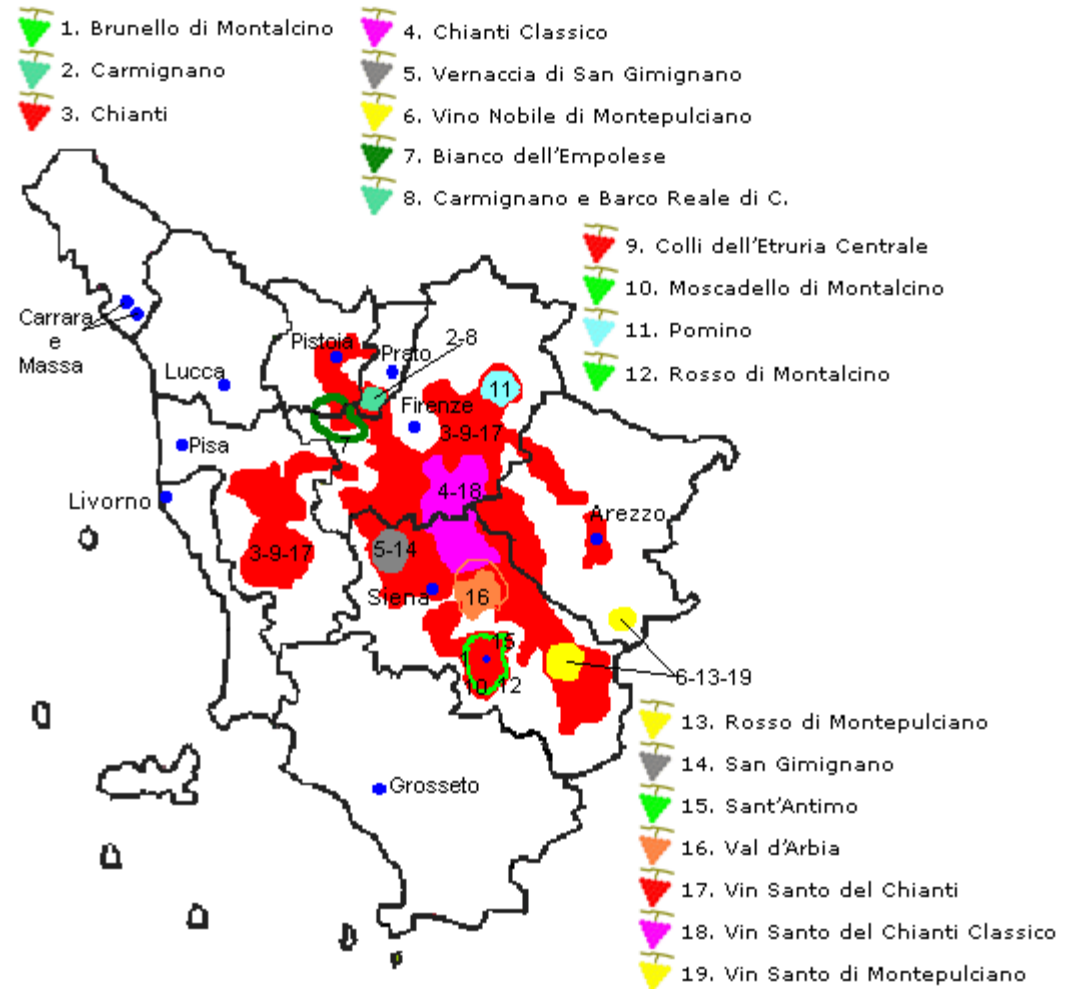 1. Brunello di Montalcino
2. Carmignano
3. Chianti
4. Chianti Classico
5. Vernaccia di San Gimignano
6. Vino Nobile di Montepulciano
7. Bianco dell'Empolese
8. Carmignano e Barco Reale di C.
9. Colli dell'Etruria Centrale
10. Moscadello di Montalcino
11. Pomino
12. Rosso di Montalcino
Carrara
e
Massa
Pistoia
2-8
Prato
Lucca
11
Firenze
3-9-17
7
Pisa
4-18
Livorno
Arezzo
5-14
3-9-17
Siena
16
15
1
10
12
6-13-19
Grosseto
13. Rosso di Montepulciano
14. San Gimignano
15. Sant'Antimo
16. Val d'Arbia
17. Vin Santo del Chianti
18. Vin Santo del Chianti Classico
19. Vin Santo di Montepulciano